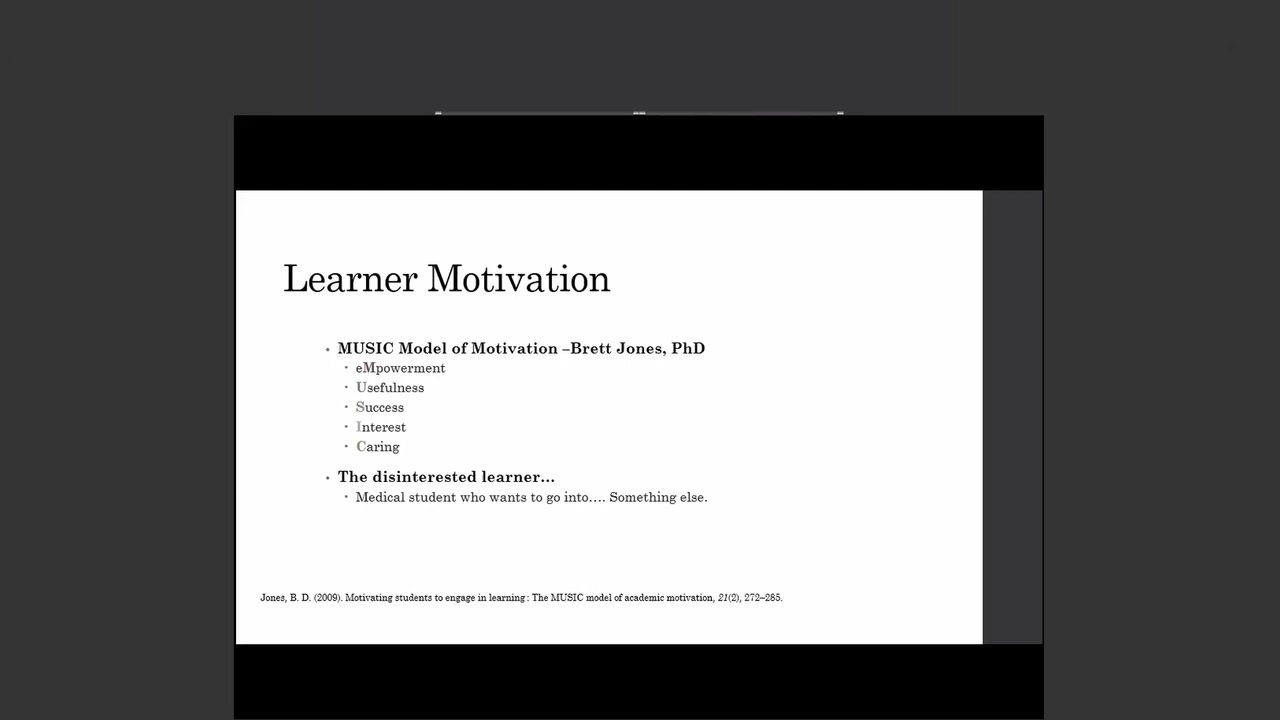 Learner Motivation
• MUSIC Model of Motivation –Brett Jones, PhD
• eMpowerment
• Usefulness
• Success
• Interest
• Caring
• The disinterested learner…
• Medical student who wants to go into…. Something else.
Jones, B. D. (2009). Motivating students to engage in learning: The MUSIC model of academic motivation, 21(2), 272–285.